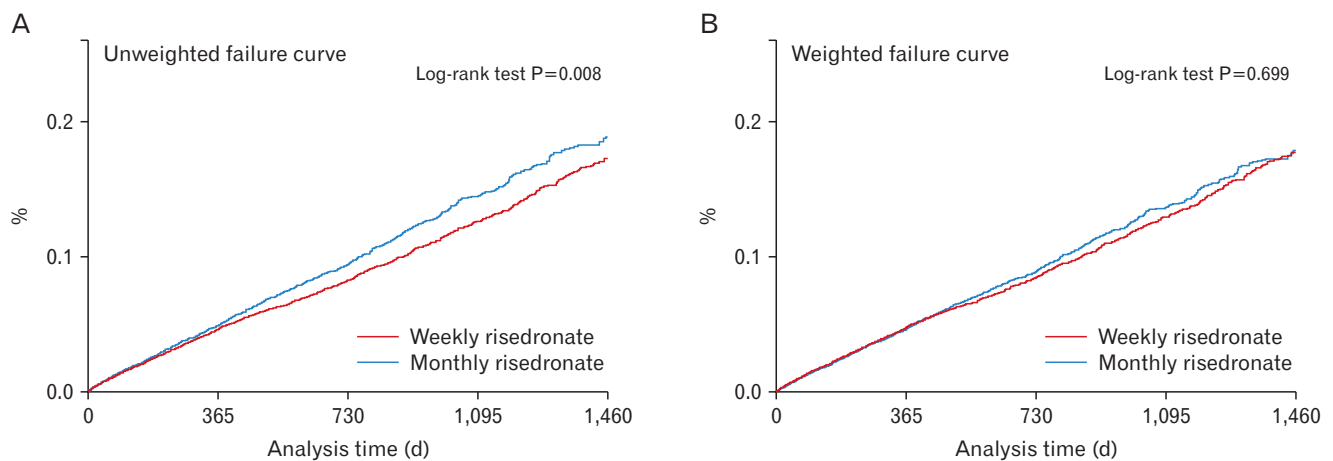 A
Unweighted failure curve
Log-rank test P=0.008
0.2
%
0.1
0.0
Weekly risedronate
Monthly risedronate
0 365 730 1,095 1,460
Analysis time (d)
B
Weighted failure curve
Log-rank test P=0.699
0.2
%
0.1
0.0
Weekly risedronate
Monthly risedronate
0 365 730 1,095 1,460
Analysis time (d)